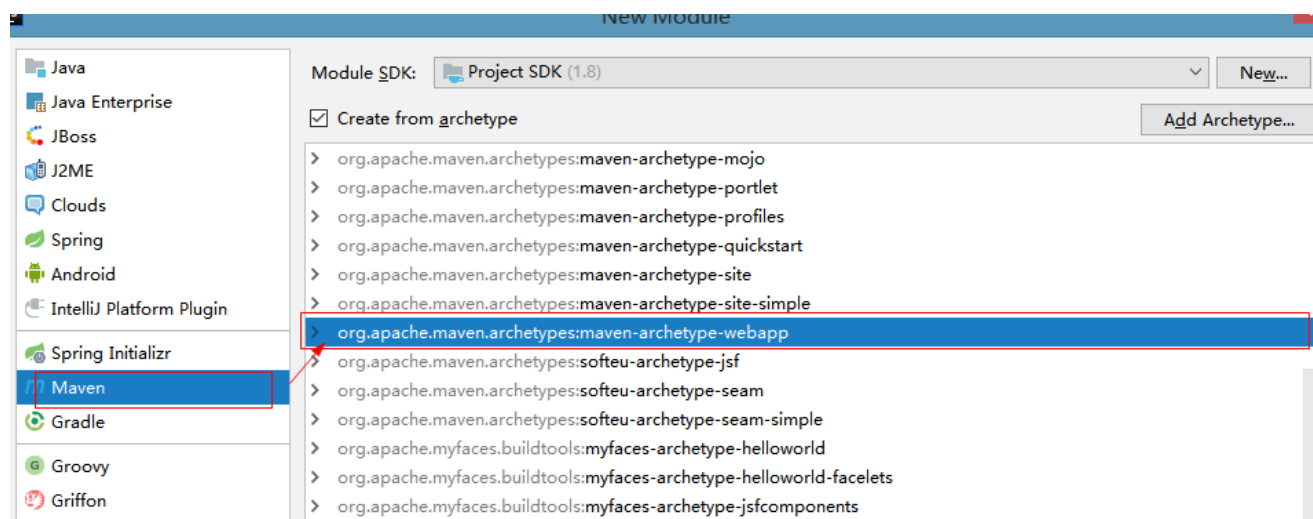 New Module
Java
Java Enterprise
JBoss
J2ME
Clouds
Spring
Android
IntelliJ Platform Plugin
Spring Initializr
Maven
Gradle
Groovy
Griffon
Module SDK: Project SDK (1.8) New...
Create from archetype Add Archetype...
org.apache.maven.archetypes:maven-archetype-mojo
org.apache.maven.archetypes:maven-archetype-portlet
org.apache.maven.archetypes:maven-archetype-profiles
org.apache.maven.archetypes:maven-archetype-quickstart
org.apache.maven.archetypes:maven-archetype-site
org.apache.maven.archetypes:maven-archetype-site-simple
org.apache.maven.archetypes:maven-archetype-webapp
org.apache.maven.archetypes:softeu-archetype-jsf
org.apache.maven.archetypes:softeu-archetype-seam
org.apache.maven.archetypes:softeu-archetype-seam-simple
org.apache.myfaces.buildtools:myfaces-archetype-helloworld
org.apache.myfaces.buildtools:myfaces-archetype-helloworld-facelets
org.apache.myfaces.buildtools:myfaces-archetype-jsfcomponents